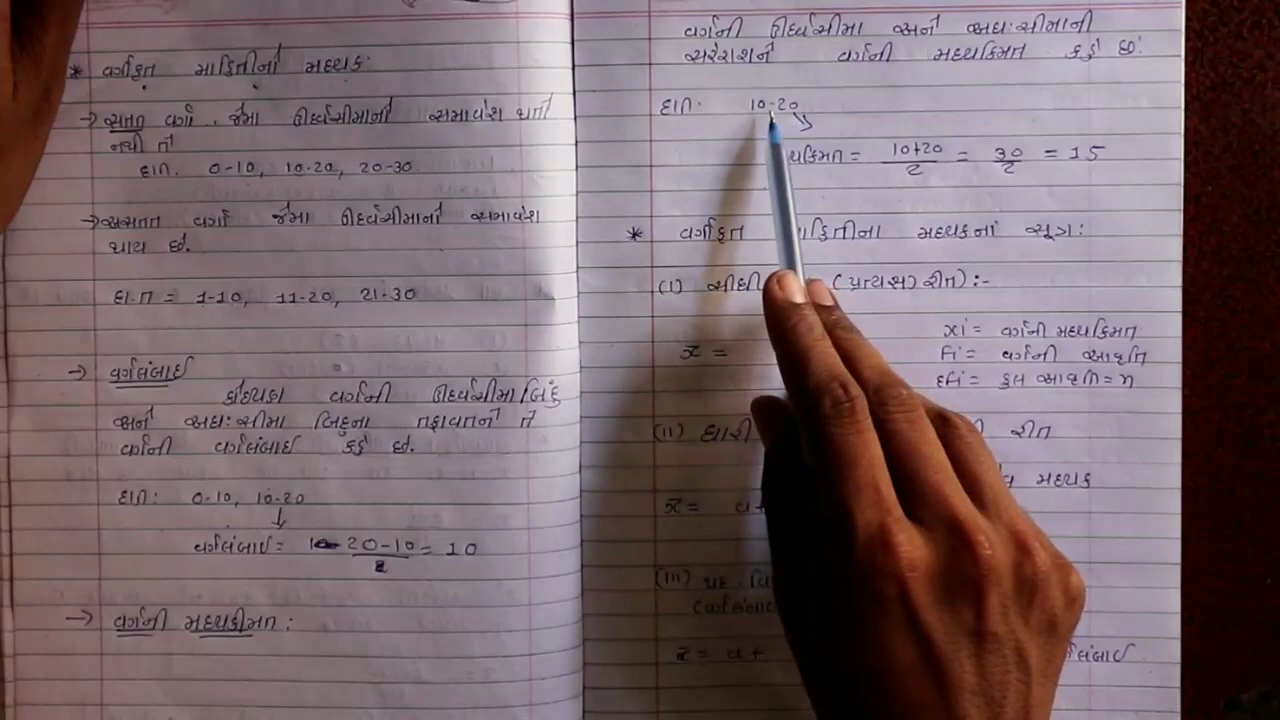 * વર્ગીકૃત માહિતીનો મધ્યક:
→ સતત વર્ગો. જેમાં ઊર્ધ્વસીમાનો સમાવેશ થતો
નથી તે
દા.ત. 0-10, 10-20, 20-30
→ અસતત વર્ગો જેમાં ઊર્ધ્વસીમાનો સમાવેશ
થાય છે.
દા.ત = 1-10, 11-20, 21-30
→ વર્ગલંબાઈ
કોઈપણ વર્ગની ઊર્ધ્વસીમા બિંદુ
અને અધ:સીમા બિંદુના તફાવતને તે
વર્ગની વર્ગલંબાઈ કહે છે.
દા.ત: 0-10, 10-20
↓
વર્ગલંબાઈ = 20-10 = 10
→ વર્ગની મધ્યકીંમત:
વર્ગની ઊર્ધ્વસીમા અને અધ:સીમાની
સરેરાશને વર્ગની મધ્યકિંમત કહે છે.
દા.ત. 10-20
= 10+20/2 = 30/2 = 15
* વર્ગીકૃત માહિતીના મધ્યકનાં સૂત્ર:
(I) સીધી (પ્રત્યક્ષ) રીત):-
x̄ =
xi = વર્ગની મધ્યકિંમત
Fi = વર્ગની આવૃત્તિ
ΣFi = કુલ આવૃત્તિ = n
(II) ધારી રીત
મધ્યક
x̄ = a+
(III) પદ
x̄ = a+